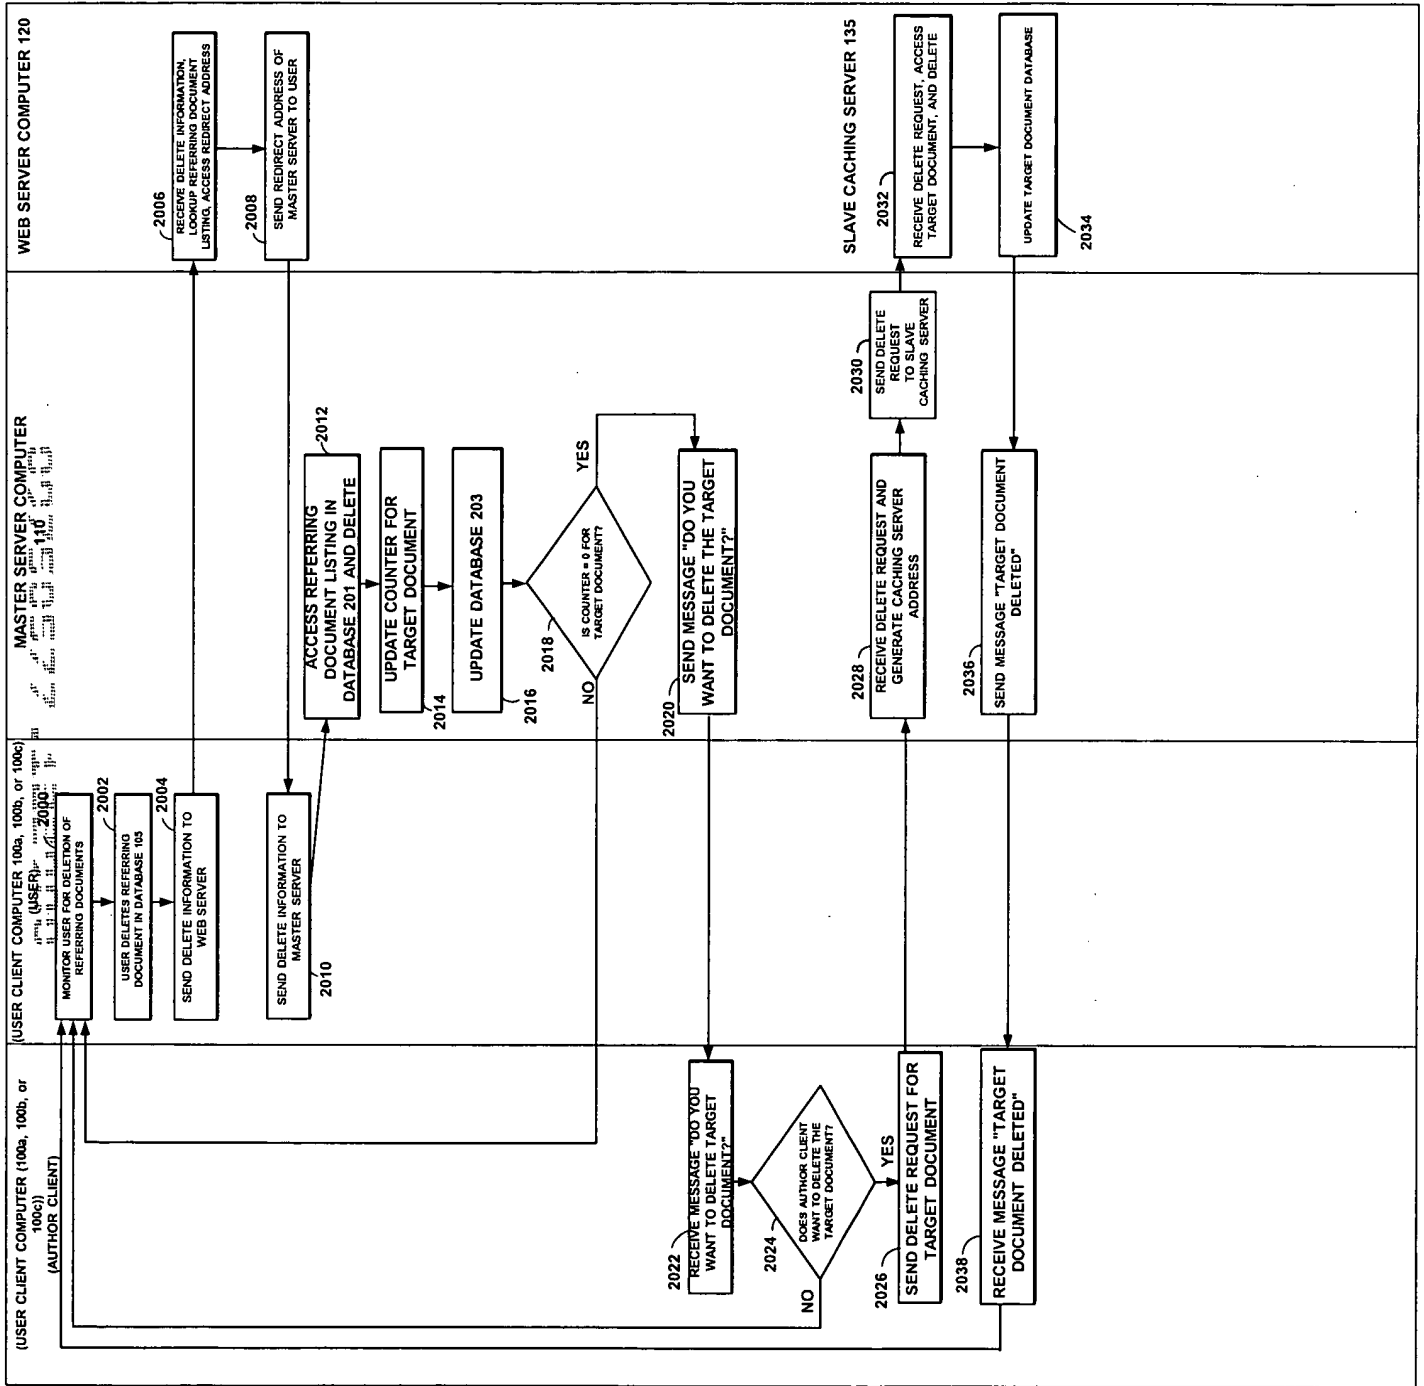 (USER CLIENT COMPUTER (100a, 100b, or
100c))
(AUTHOR CLIENT)
(USER CLIENT COMPUTER 100a, 100b, or 100c)
(USER)
MASTER SERVER COMPUTER
110
WEB SERVER COMPUTER 120
2000
MONITOR USER FOR DELETION OF
REFERRING DOCUMENTS
2002
USER DELETES REFERRING
DOCUMENT IN DATABASE 105
2004
SEND DELETE INFORMATION TO
WEB SERVER
2006
RECEIVE DELETE INFORMATION,
LOOKUP REFERRING DOCUMENT
LISTING, ACCESS REDIRECT ADDRESS
2008
SEND REDIRECT ADDRESS OF
MASTER SERVER TO USER
SEND DELETE INFORMATION TO
MASTER SERVER
2010
2012
ACCESS REFERRING
DOCUMENT LISTING IN
DATABASE 201 AND DELETE
UPDATE COUNTER FOR
TARGET DOCUMENT
2014
UPDATE DATABASE 203
2016
IS COUNTER = 0 FOR
TARGET DOCUMENT?
2018
YES
NO
2020
SEND MESSAGE "DO YOU
WANT TO DELETE THE TARGET
DOCUMENT?"
2022
RECEIVE MESSAGE "DO YOU
WANT TO DELETE TARGET
DOCUMENT?"
2024
DOES AUTHOR CLIENT
WANT TO DELETE THE
TARGET DOCUMENT?
NO
YES
2026
SEND DELETE REQUEST FOR
TARGET DOCUMENT
2028
RECEIVE DELETE REQUEST AND
GENERATE CACHING SERVER
ADDRESS
2030
SEND DELETE
REQUEST
TO SLAVE
CACHING SERVER
SLAVE CACHING SERVER 135
2032
RECEIVE DELETE REQUEST, ACCESS
TARGET DOCUMENT, AND DELETE
UPDATE TARGET DOCUMENT DATABASE
2034
2036
SEND MESSAGE "TARGET DOCUMENT
DELETED"
2038
RECEIVE MESSAGE "TARGET
DOCUMENT DELETED"